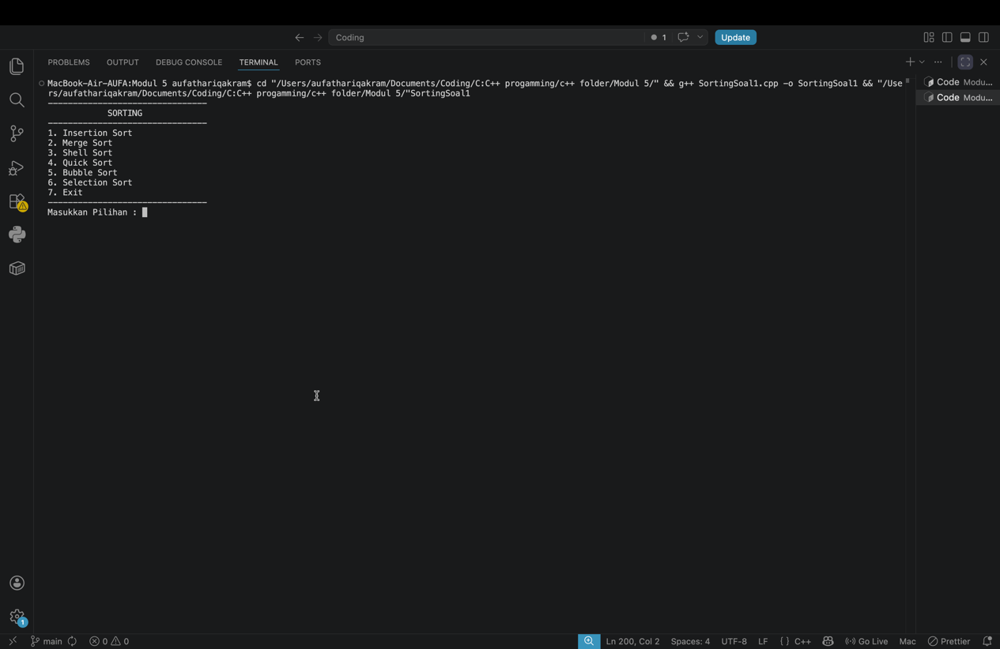 Coding
1
Update
PROBLEMS OUTPUT DEBUG CONSOLE TERMINAL PORTS
MacBook-Air-AUFA:Modul 5 aufathariqakram$ cd "/Users/aufathariqakram/Documents/Coding/C:C++ progamming/c++ folder/Modul 5/" && g++ SortingSoal1.cpp -o SortingSoal1 && "/Use
rs/aufathariqakram/Documents/Coding/C:C++ progamming/c++ folder/Modul 5/"SortingSoal1
--------------------------------
SORTING
--------------------------------
1. Insertion Sort
2. Merge Sort
3. Shell Sort
4. Quick Sort
5. Bubble Sort
6. Selection Sort
7. Exit
--------------------------------
Masukkan Pilihan :
Code Modu...
Code Modu...
1
main 0 0 Ln 200, Col 2 Spaces: 4 UTF-8 LF { } C++ Go Live Mac Prettier